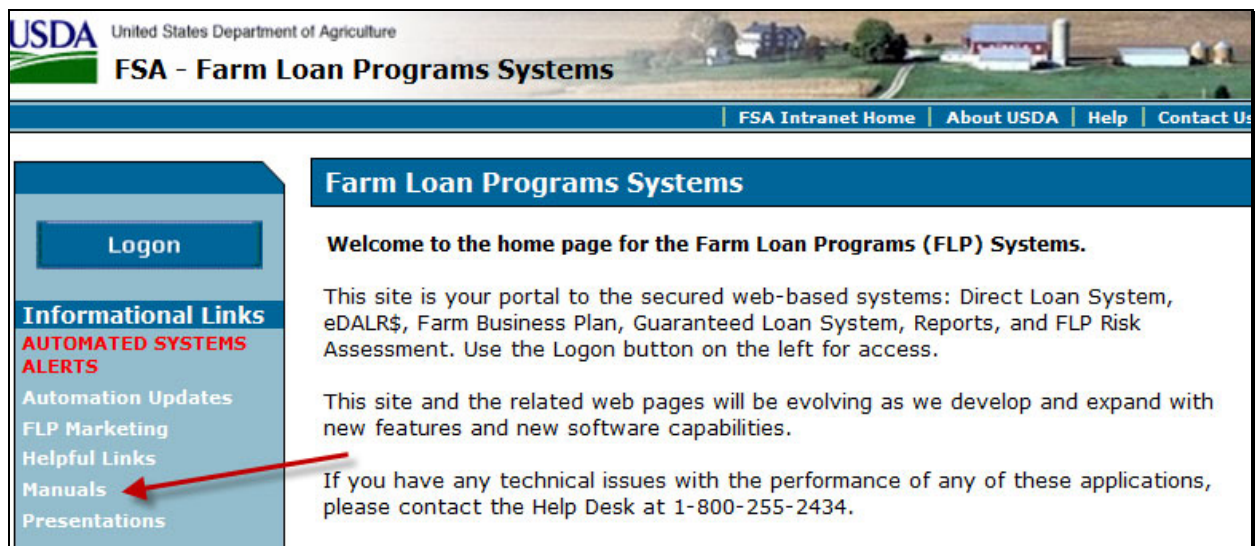 USDA United States Department of Agriculture
FSA - Farm Loan Programs Systems
FSA Intranet Home | About USDA | Help | Contact Us
Logon
Informational Links
AUTOMATED SYSTEMS
ALERTS
Automation Updates
FLP Marketing
Helpful Links
Manuals
Presentations
Farm Loan Programs Systems
Welcome to the home page for the Farm Loan Programs (FLP) Systems.
This site is your portal to the secured web-based systems: Direct Loan System,
eDALR$, Farm Business Plan, Guaranteed Loan System, Reports, and FLP Risk
Assessment. Use the Logon button on the left for access.
This site and the related web pages will be evolving as we develop and expand with
new features and new software capabilities.
If you have any technical issues with the performance of any of these applications,
please contact the Help Desk at 1-800-255-2434.